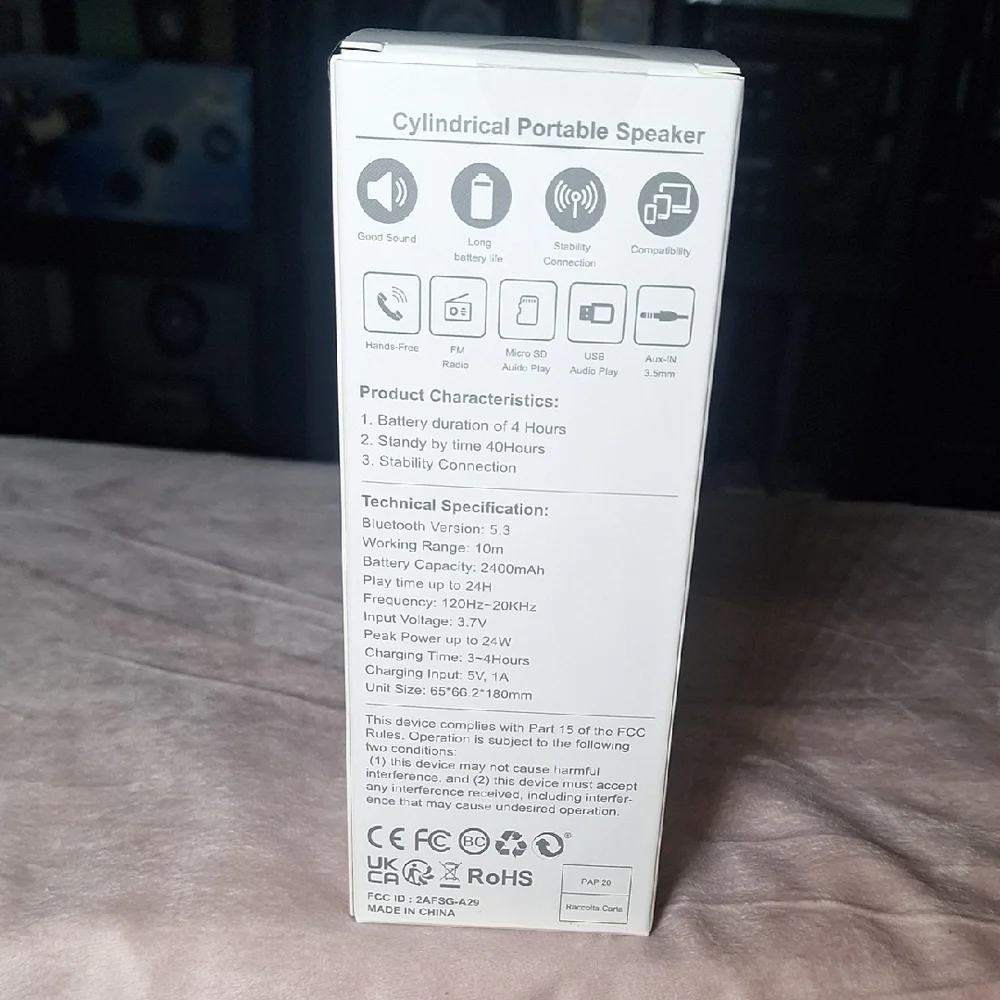 Cylindrical Portable Speaker
Good Sound
Long
battery life
Stability
Connection
Compatibility
Hands-Free
FM
Radio
Micro SD
Auido Play
USB
Audio Play
Aux-IN
3.5mm
Product Characteristics:
1. Battery duration of 4 Hours
2. Standy by time 40Hours
3. Stability Connection
Technical Specification:
Bluetooth Version: 5.3
Working Range: 10m
Battery Capacity: 2400mAh
Play time up to 24H
Frequency: 120Hz~20KHz
Input Voltage: 3.7V
Peak Power up to 24W
Charging Time: 3~4Hours
Charging Input: 5V, 1A
Unit Size: 65*66.2*180mm
This device complies with Part 15 of the FCC
Rules. Operation is subject to the following
two conditions:
(1) this device may not cause harmful
interference, and (2) this device must accept
any interference received, including interfer-
ence that may cause undesired operation.
CE FCC BC ®
UK
CA RoHS
FCC ID : 2AFSG-A29
MADE IN CHINA
PAP 20
Raccolta Carta